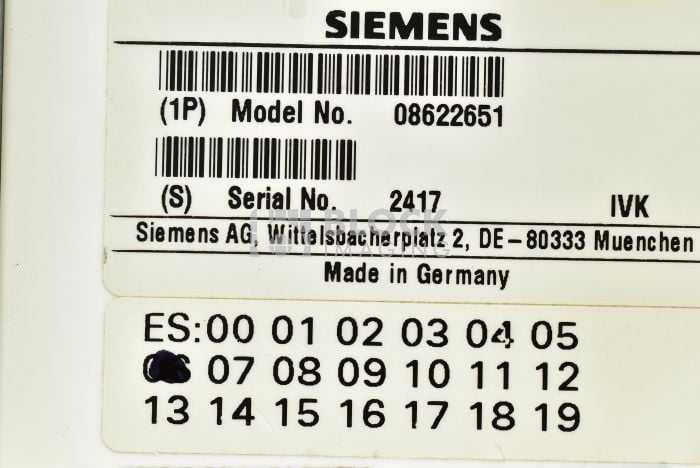 SIEMENS
(1P) Model No. 08622651
(S) Serial No. 2417 IVK
BLOCK
IMAGING
Siemens AG, Wittelsbacherplatz 2, DE-80333 Muenchen
Made in Germany
ES:00 01 02 03 04 05
07 08 09 10 11 12
13 14 15 16 17 18 19